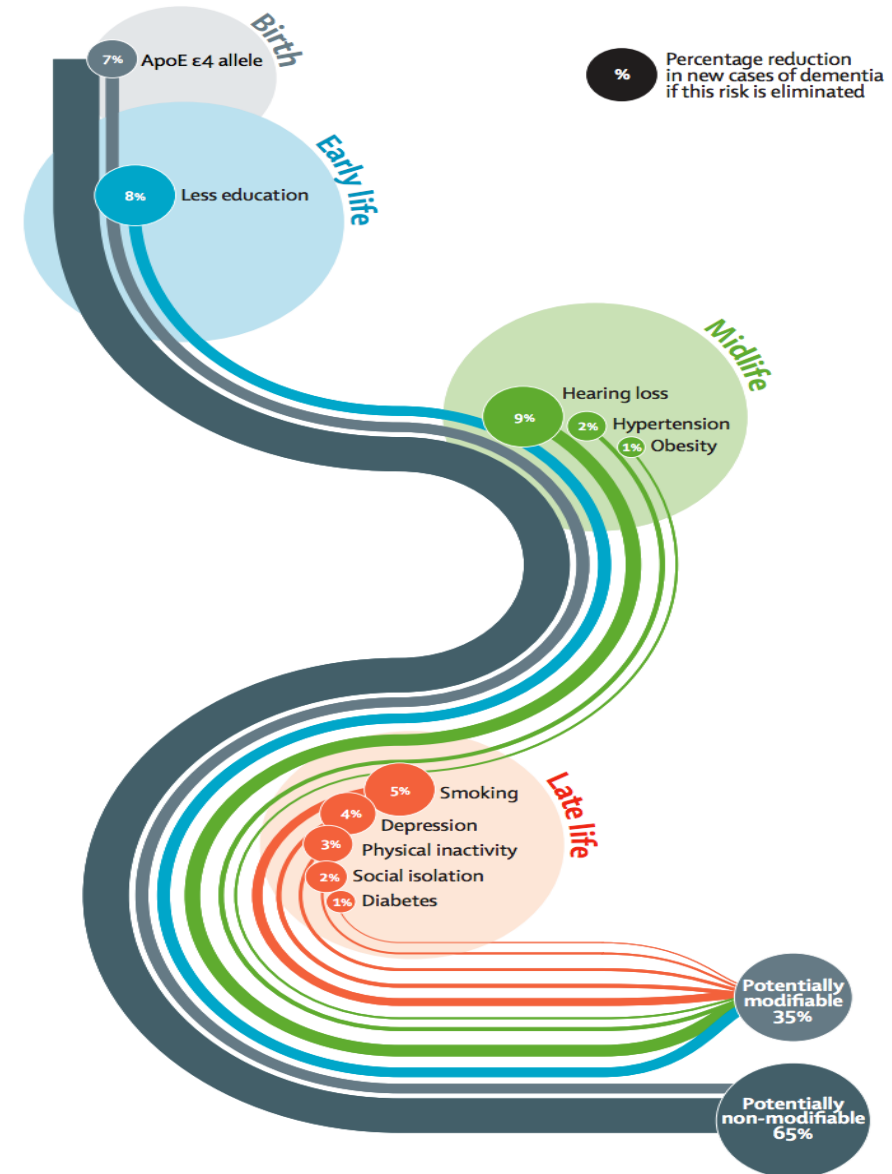 Birth
7%
ApoE ε4 allele
%
Percentage reduction
in new cases of dementia
if this risk is eliminated
Early life
8%
Less education
Midlife
Hearing loss
9%
2%
Hypertension
1%
Obesity
Late life
5%
Smoking
4%
Depression
3%
Physical inactivity
2%
Social isolation
1%
Diabetes
Potentially
modifiable
35%
Potentially
non-modifiable
65%